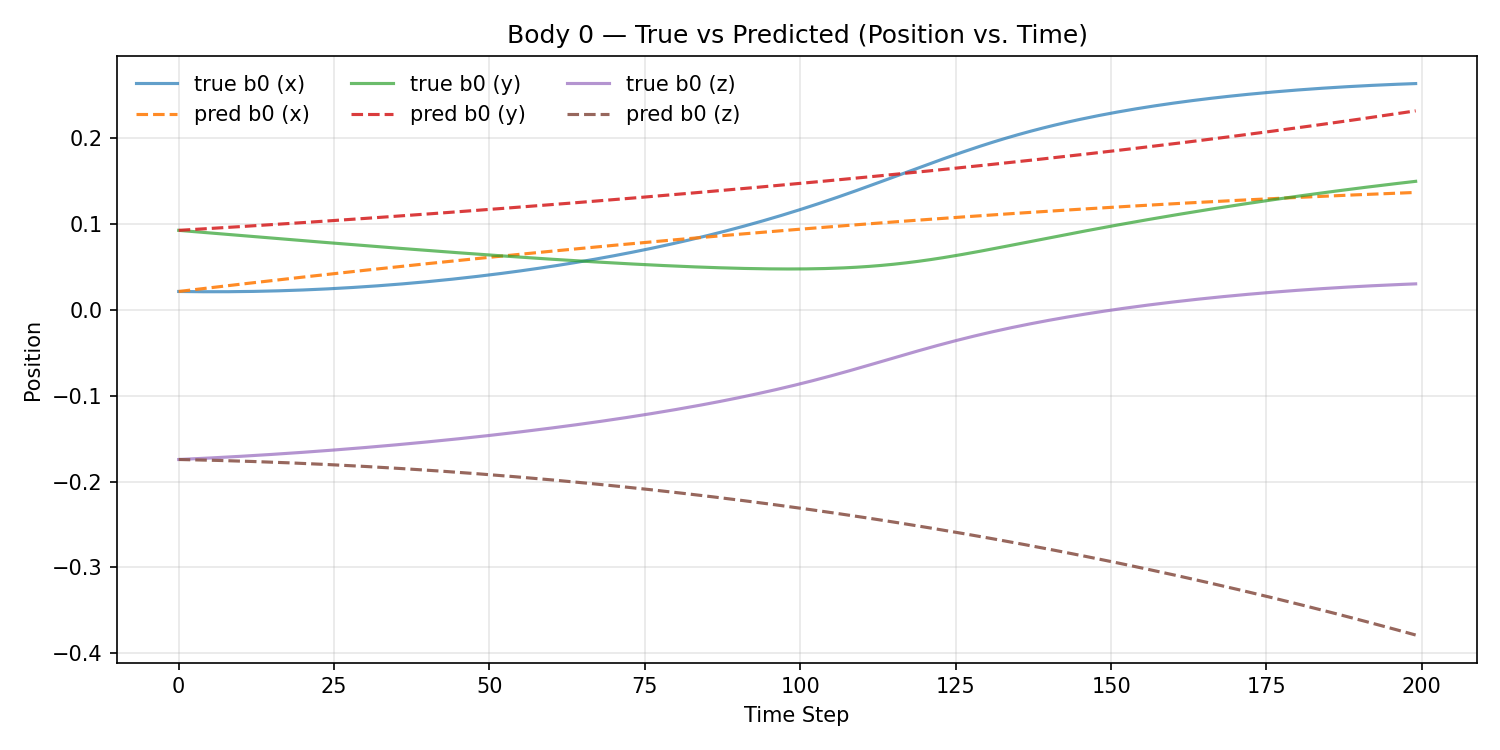 Body 0 — True vs Predicted (Position vs. Time)
true b0 (x) true b0 (y) true b0 (z)
pred b0 (x) pred b0 (y) pred b0 (z)
0.2
0.1
0.0
−0.1
−0.2
−0.3
−0.4
Position
0 25 50 75 100 125 150 175 200
Time Step